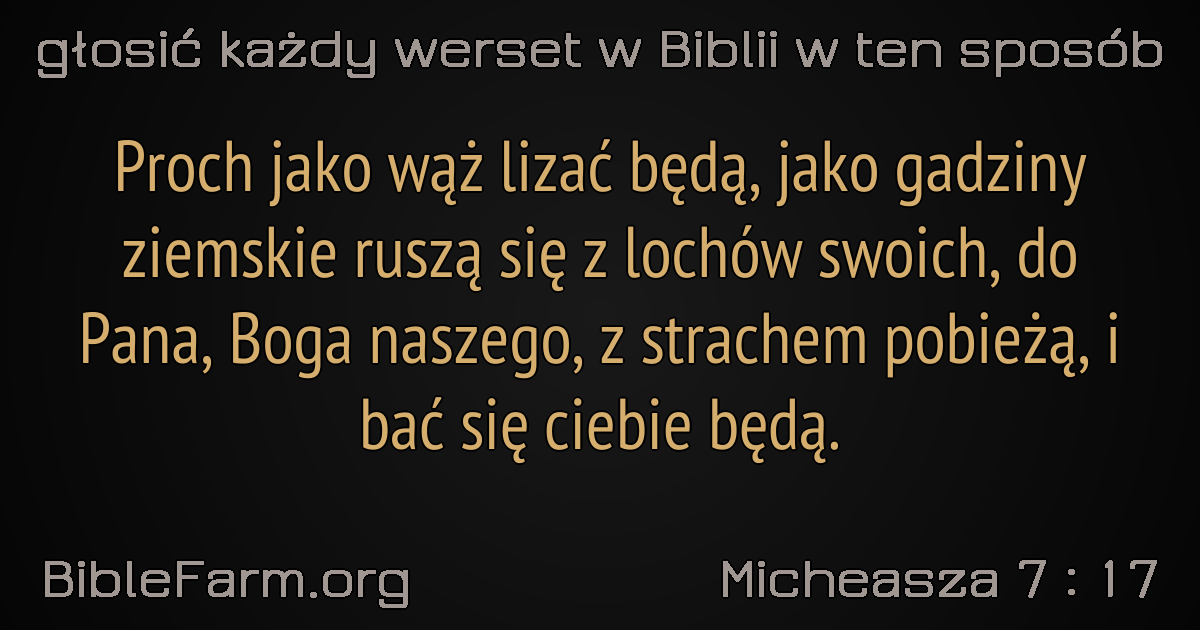 głosić każdy werset w Biblii w ten sposób
Proch jako wąż lizać będą, jako gadziny
ziemskie ruszą się z lochów swoich, do
Pana, Boga naszego, z strachem pobieżą, i
bać się ciebie będą.
BibleFarm.org
Micheasza 7 : 17